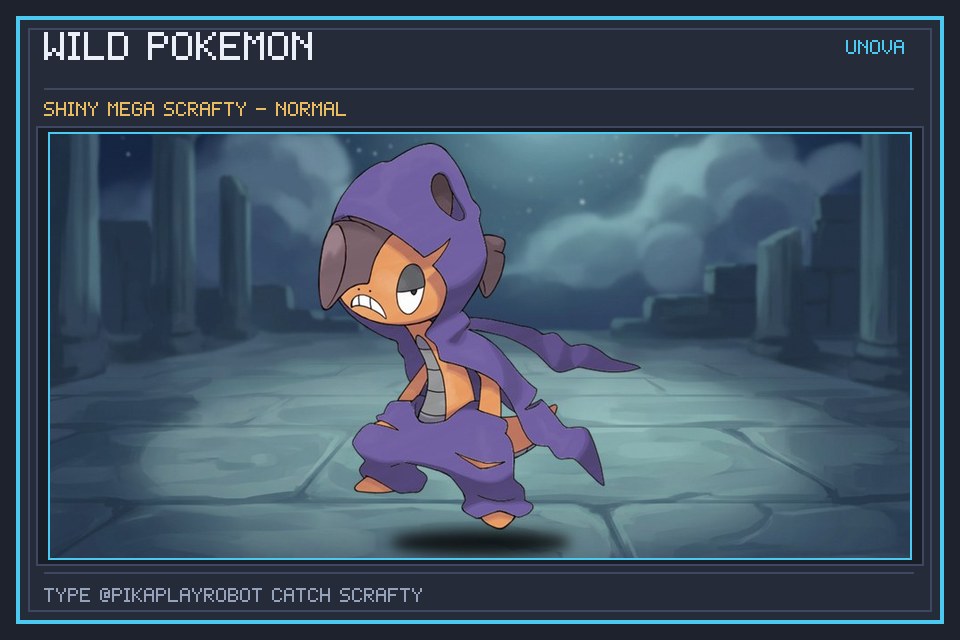 WILD POKEMON
UNOVA
SHINY MEGA SCRAFTY - NORMAL
TYPE @PIKAPLAYROBOT CATCH SCRAFTY